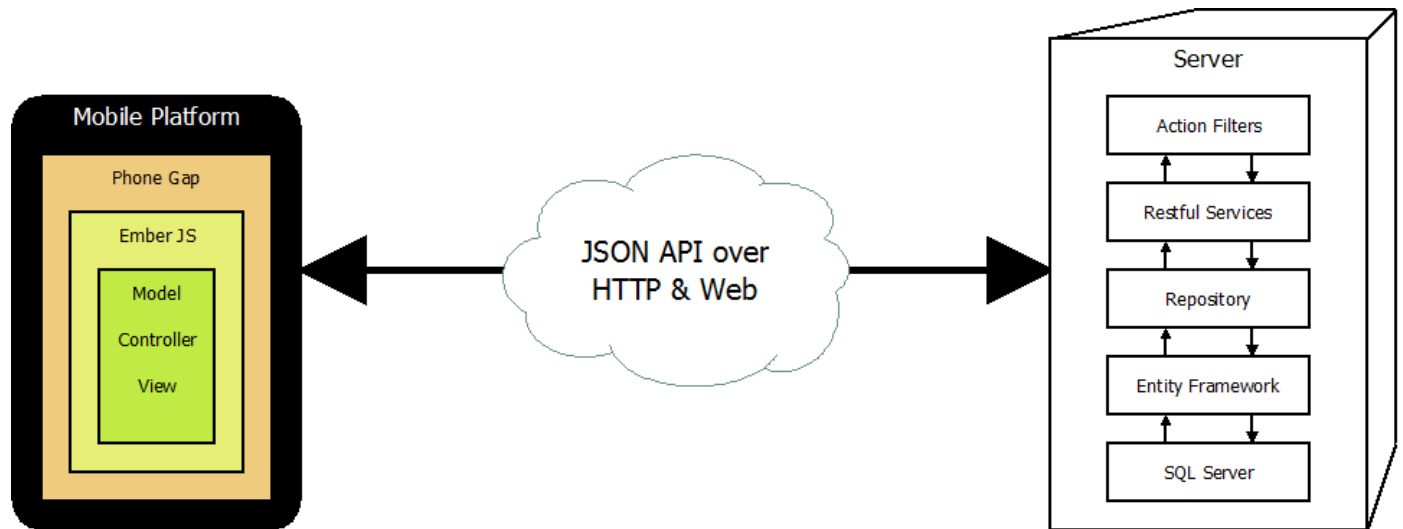 Mobile Platform
Phone Gap
Ember JS
Model
Controller
View
JSON API over
HTTP & Web
Server
Action Filters
Restful Services
Repository
Entity Framework
SQL Server